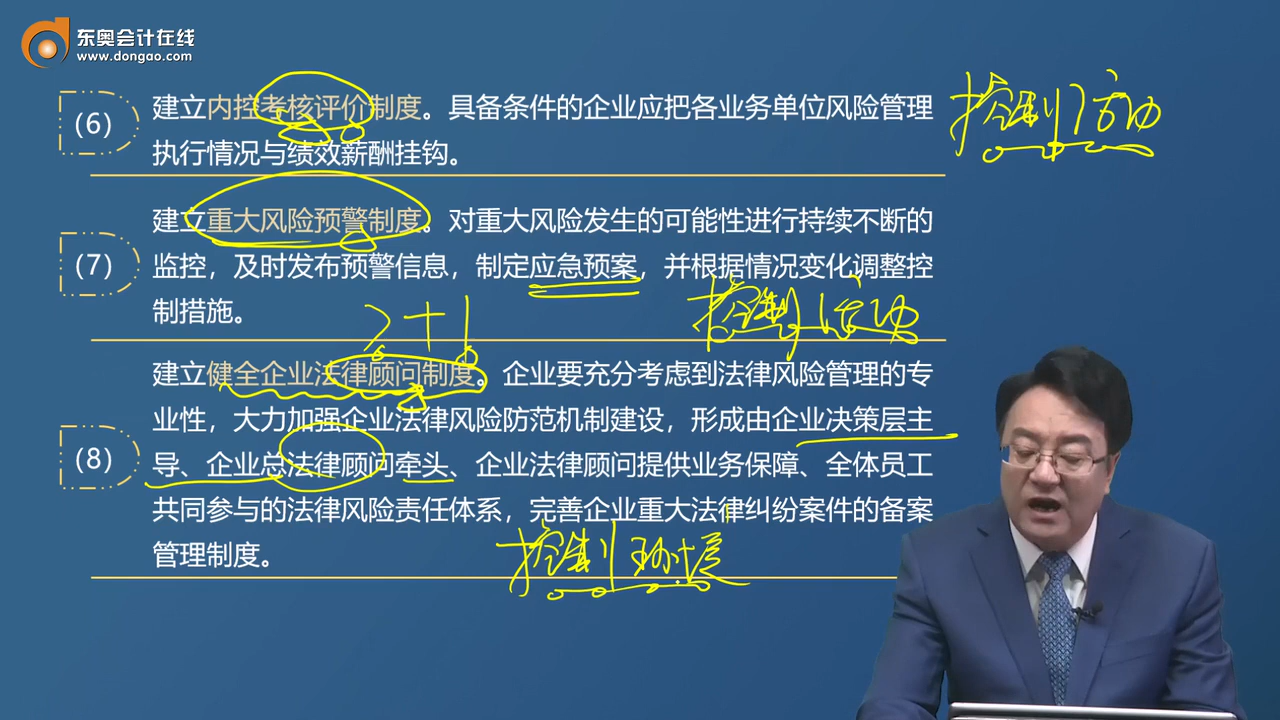 东奥会计在线
www.dongao.com
(6)
建立内控考核评价制度。具备条件的企业应把各业务单位风险管理
执行情况与绩效薪酬挂钩。
控制活动
(7)
建立重大风险预警制度。对重大风险发生的可能性进行持续不断的
监控，及时发布预警信息，制定应急预案，并根据情况变化调整控
制措施。
控制活动
2+1
(8)
建立健全企业法律顾问制度。企业要充分考虑到法律风险管理的专
业性，大力加强企业法律风险防范机制建设，形成由企业决策层主
导、企业总法律顾问牵头、企业法律顾问提供业务保障、全体员工
共同参与的法律风险责任体系，完善企业重大法律纠纷案件的备案
管理制度。
控制环境